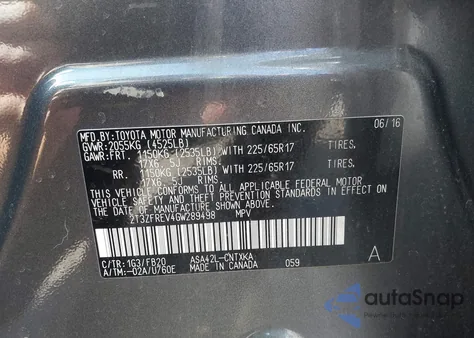 MFD.BY:TOYOTA MOTOR MANUFACTURING CANADA INC. 06/16
GVWR:2055KG (4525LB)
GAWR:FRT. 1150KG (2535LB)WITH 225/65R17 TIRES.
17X6.5J RIMS.
RR. 1150KG (2535LB)WITH 225/65R17 TIRES.
17X6.5J RIMS.
THIS VEHICLE CONFORMS TO ALL APPLICABLE FEDERAL MOTOR
VEHICLE SAFETY AND THEFT PREVENTION STANDARDS IN EFFECT
ON THE DATE OF MANUFACTURE SHOWN ABOVE.
2T3ZFREV4GW289498 MPV
C/TR:1G3/FB20 ASA42L-CNTXKA A
A/TM:-02A/U760E MADE IN CANADA 059
autoSnap